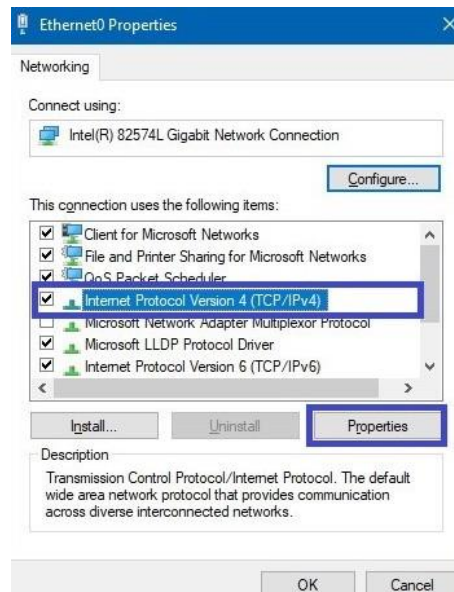 Ethernet0 Properties
Networking
Connect using:
Intel(R) 82574L Gigabit Network Connection
Configure...
This connection uses the following items:
Client for Microsoft Networks
File and Printer Sharing for Microsoft Networks
QoS Packet Scheduler
Internet Protocol Version 4 (TCP/IPv4)
Microsoft Network Adapter Multiplexor Protocol
Microsoft LLDP Protocol Driver
Internet Protocol Version 6 (TCP/IPv6)
Install...
Uninstall
Properties
Description
Transmission Control Protocol/Internet Protocol. The default
wide area network protocol that provides communication
across diverse interconnected networks.
OK
Cancel